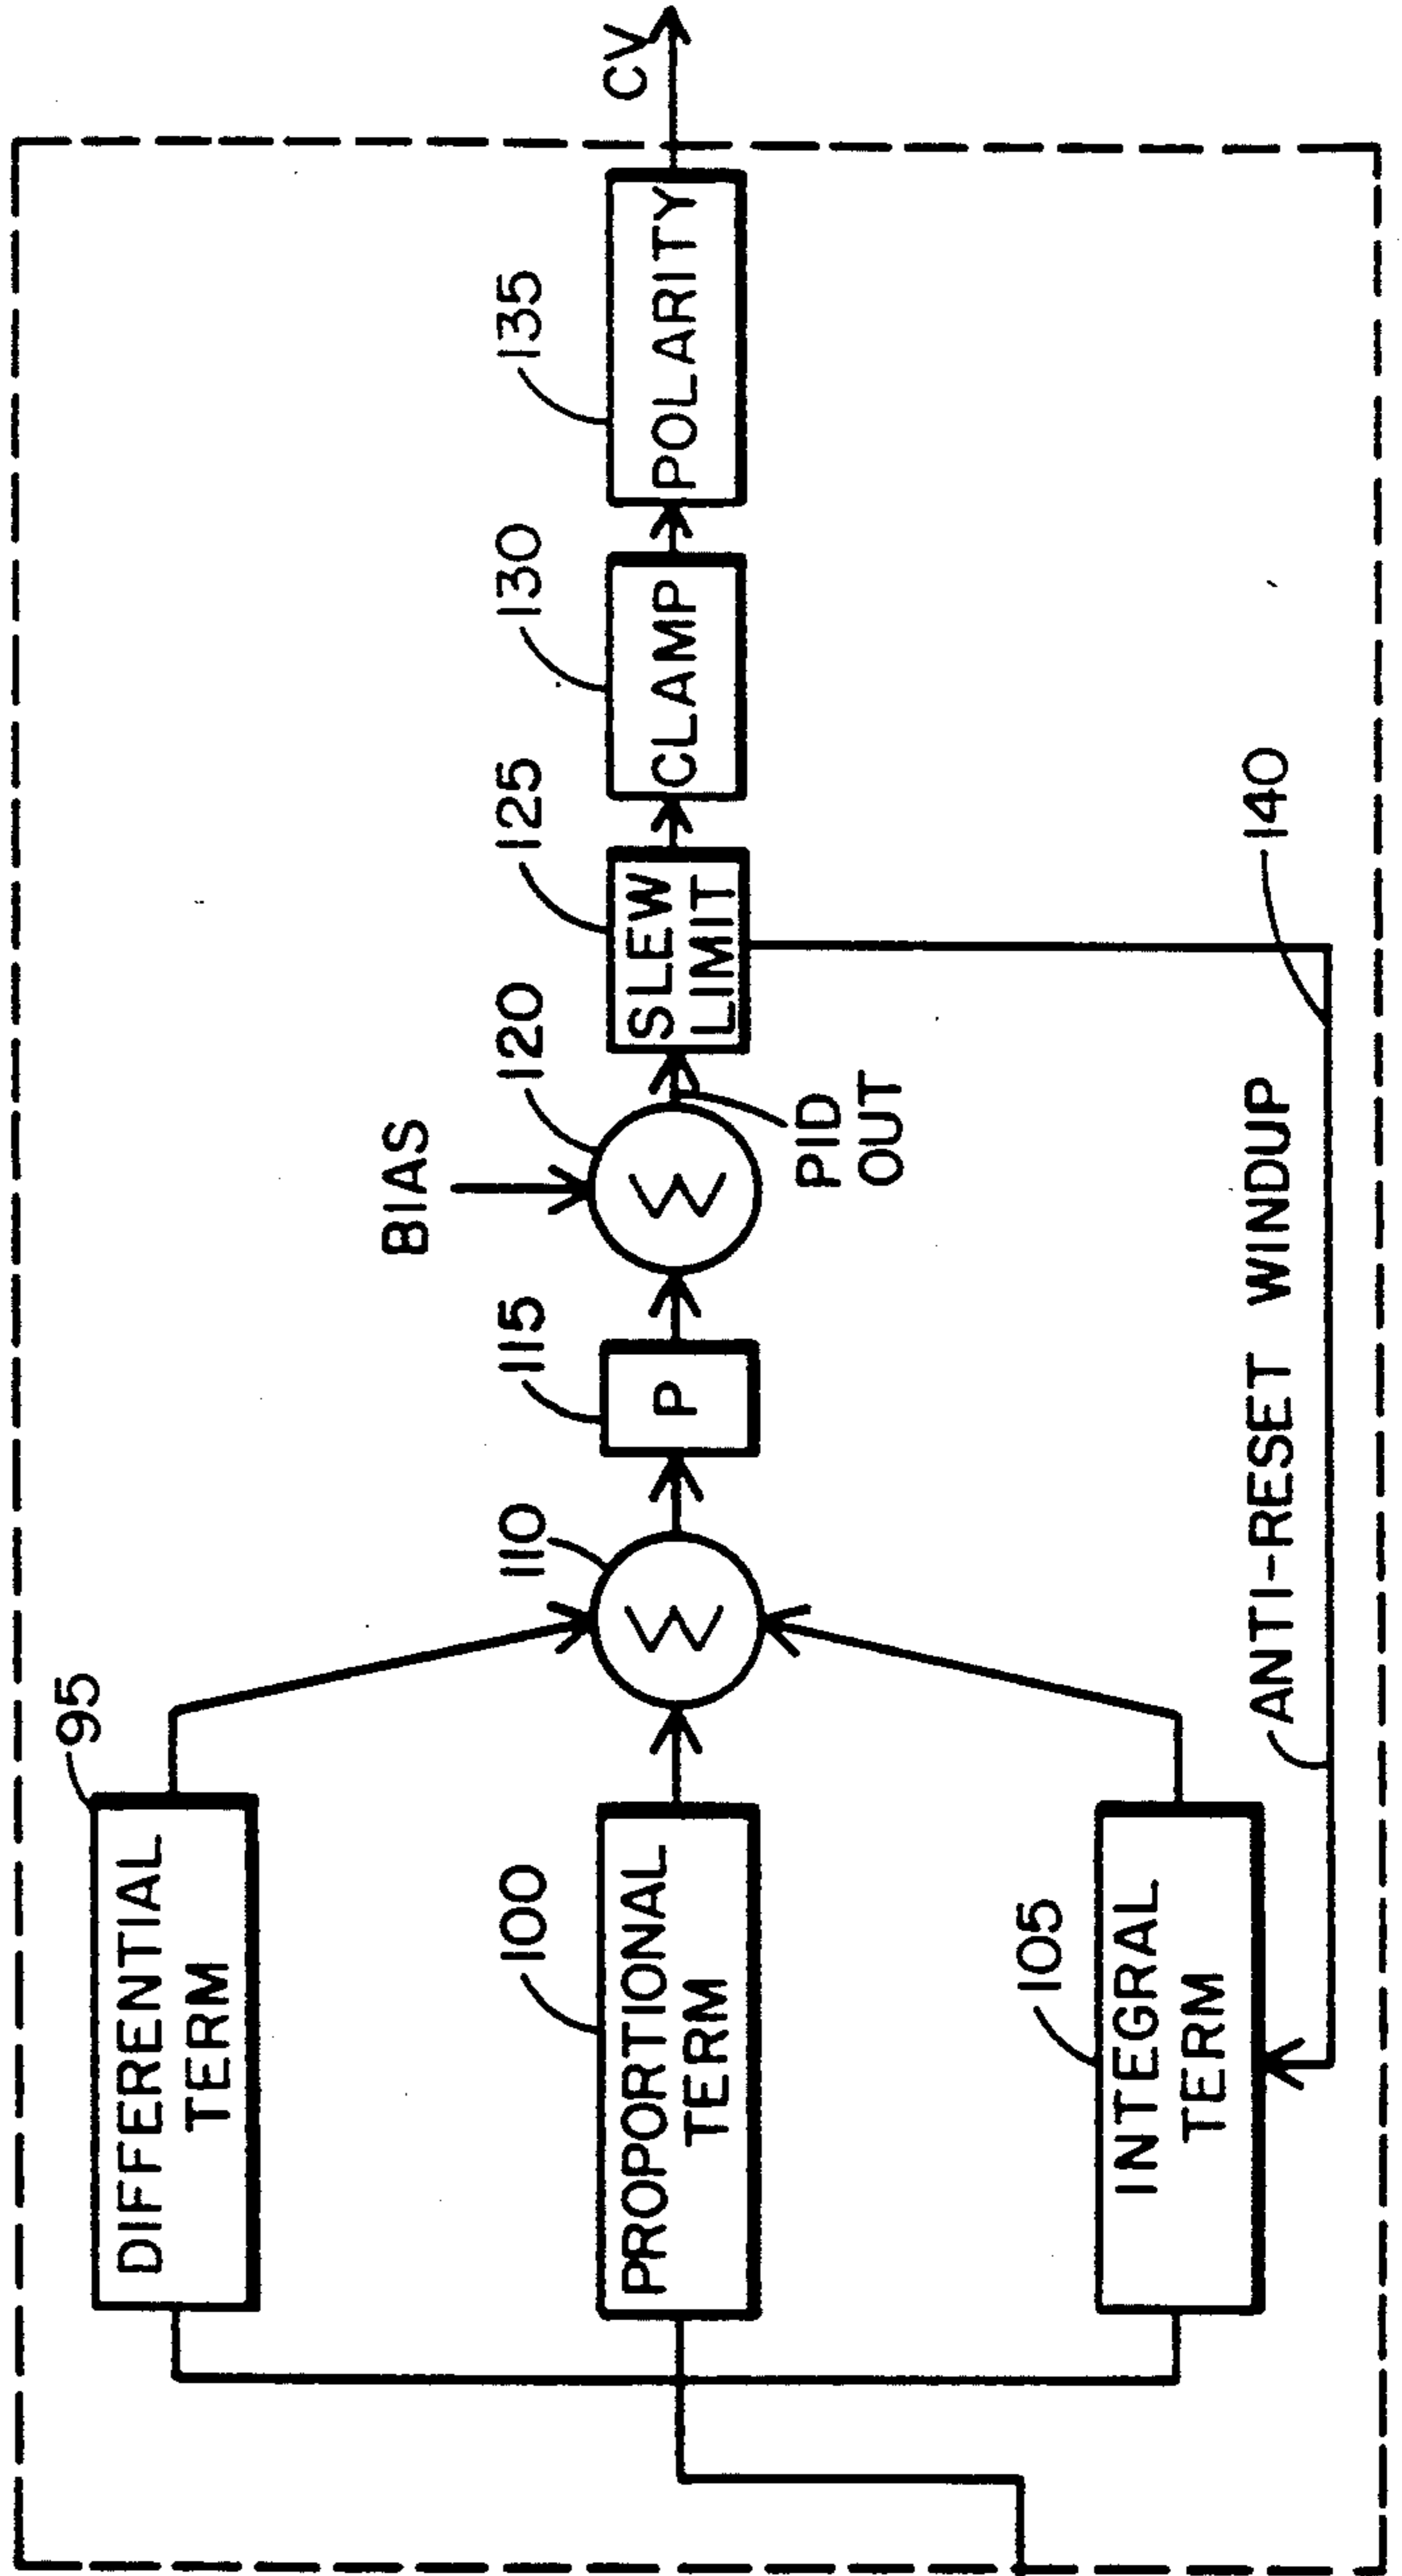 95
DIFFERENTIAL
TERM
100
PROPORTIONAL
TERM
105
INTEGRAL
TERM
110
Σ
115
P
BIAS
120
Σ
PID
OUT
125
SLEW
LIMIT
130
CLAMP
135
POLARITY
CV
ANTI-RESET WINDUP
140